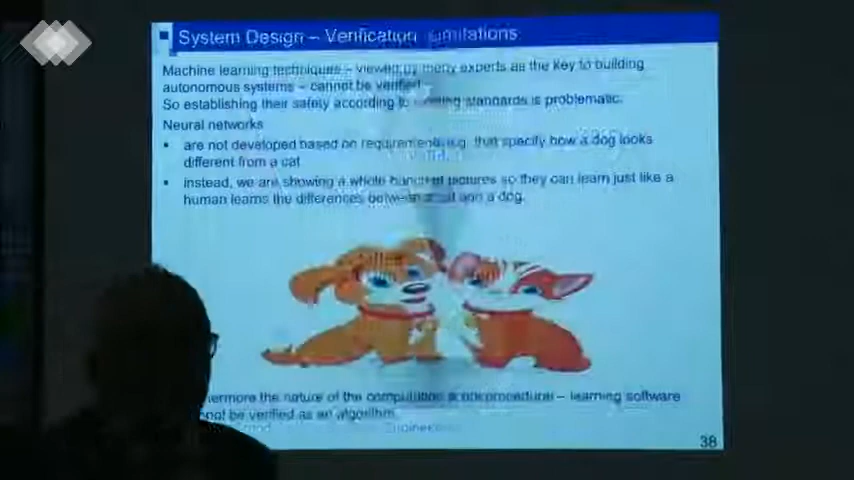 System Design – Verification Limitations
Machine learning techniques – viewed by many experts as the key to building
autonomous systems – cannot be verified.
So establishing their safety according to existing standards is problematic.
Neural networks
• are not developed based on requirements e.g. that specify how a dog looks
different from a cat
• instead, we are showing a whole hundred pictures so they can learn just like a
human learns the differences between a cat and a dog.
the nature of the computation is procedural – learning software
be verified as an algorithm.
38